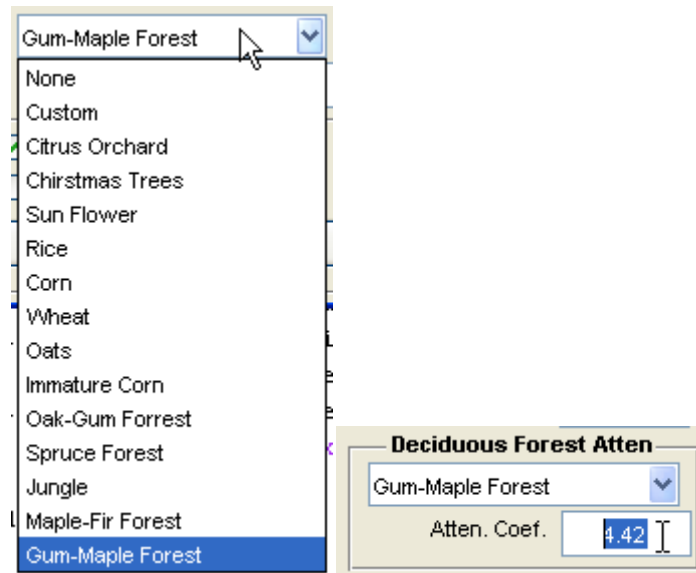 Gum-Maple Forest
None
Custom
Citrus Orchard
Chirstmas Trees
Sun Flower
Rice
Corn
Wheat
Oats
Immature Corn
Oak-Gum Forrest
Spruce Forest
Jungle
Maple-Fir Forest
Gum-Maple Forest
Deciduous Forest Atten
Gum-Maple Forest
Atten. Coef. 4.42